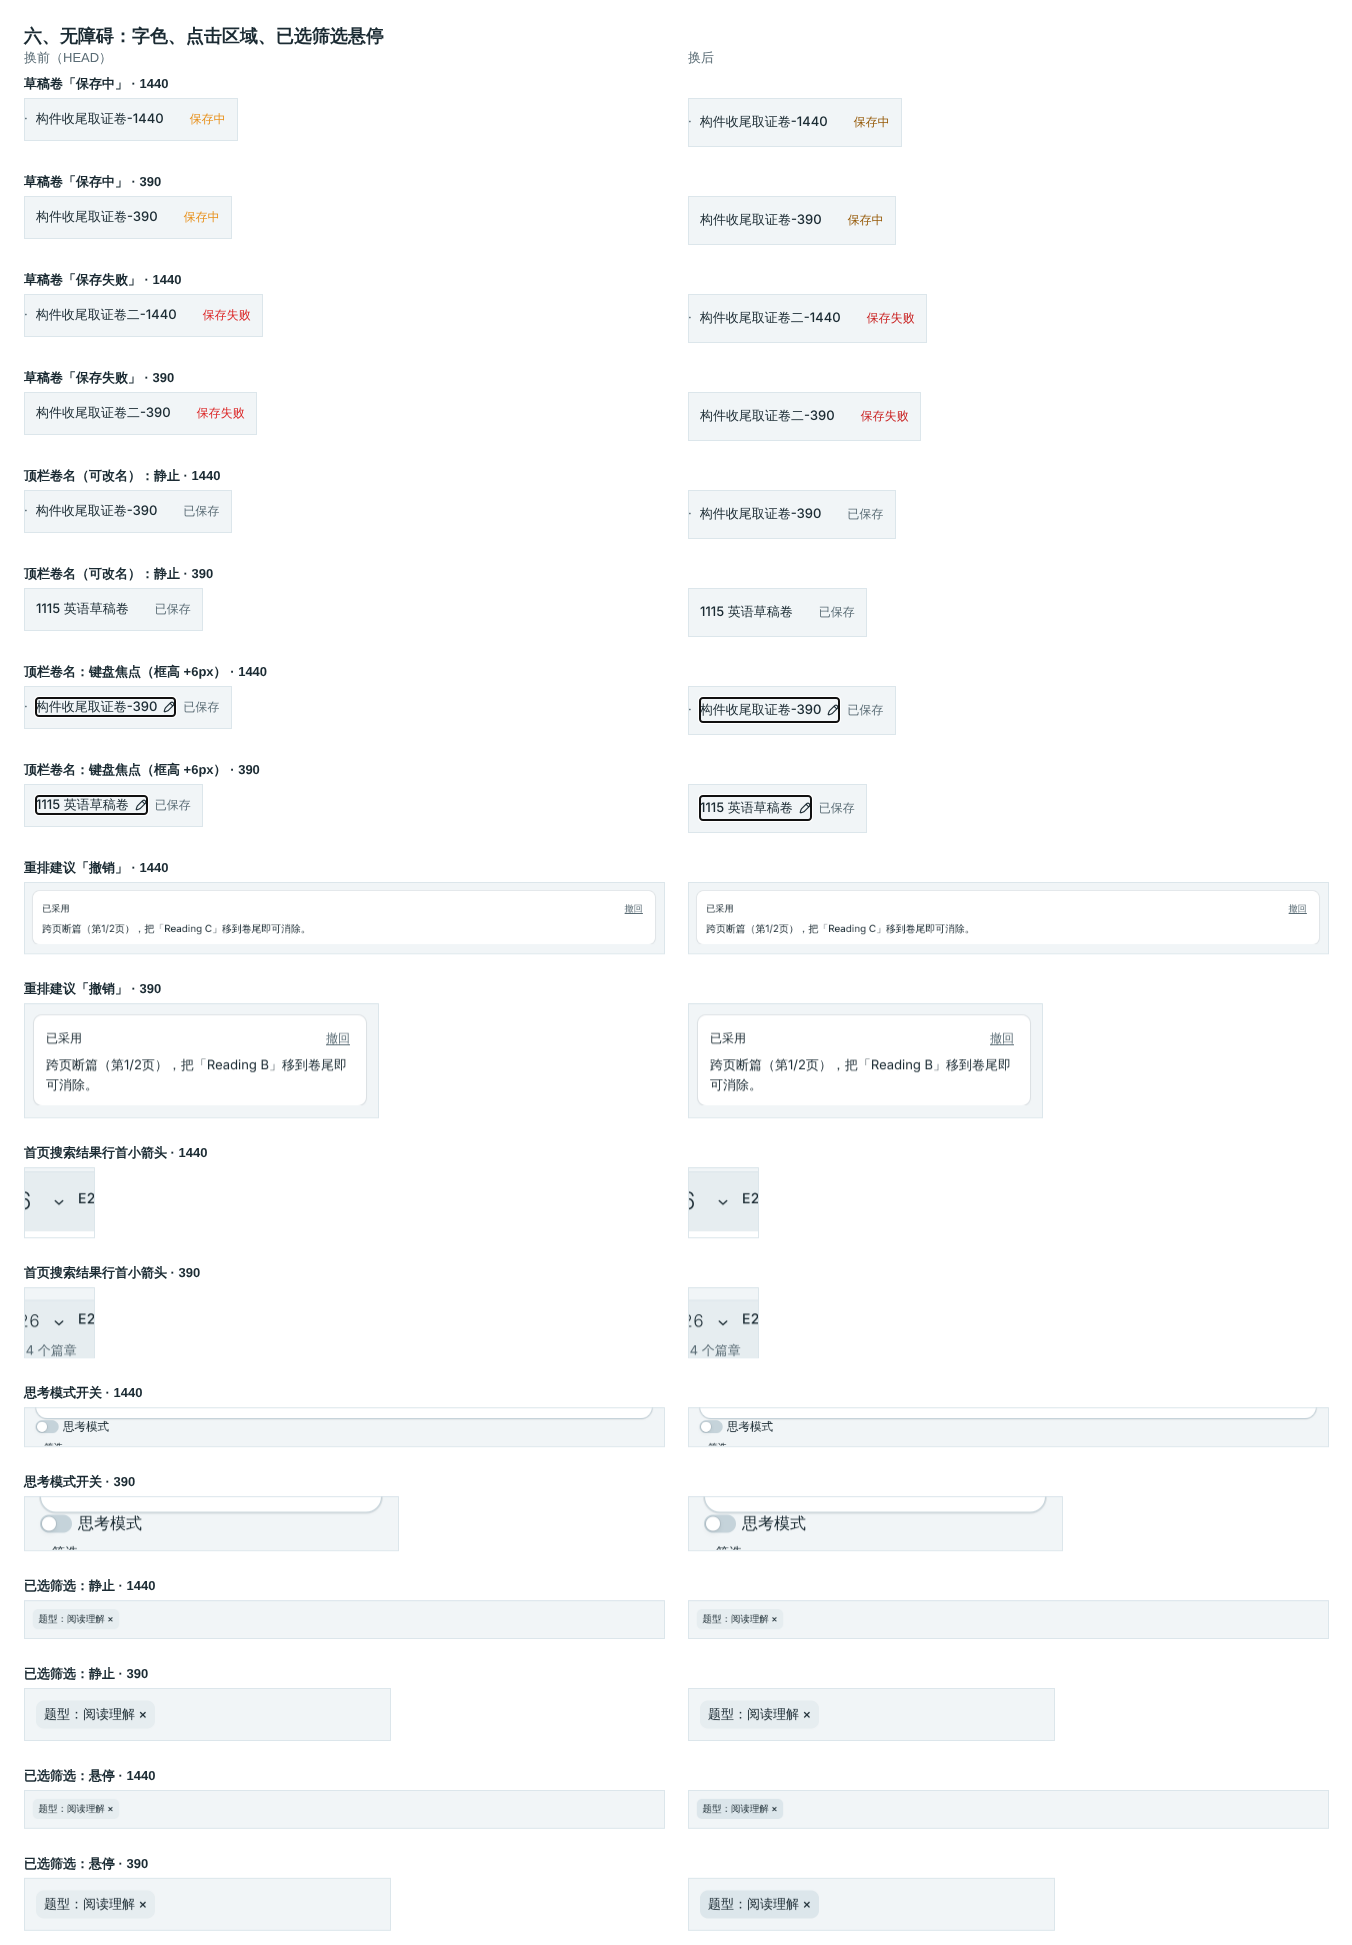 六、无障碍：字色、点击区域、已选筛选悬停
换前（HEAD） 换后
草稿卷「保存中」 · 1440
· 构件收尾取证卷-1440 保存中 · 构件收尾取证卷-1440 保存中
草稿卷「保存中」 · 390
构件收尾取证卷-390 保存中 构件收尾取证卷-390 保存中
草稿卷「保存失败」 · 1440
· 构件收尾取证卷二-1440 保存失败 · 构件收尾取证卷二-1440 保存失败
草稿卷「保存失败」 · 390
构件收尾取证卷二-390 保存失败 构件收尾取证卷二-390 保存失败
顶栏卷名（可改名）：静止 · 1440
· 构件收尾取证卷-390 已保存 · 构件收尾取证卷-390 已保存
顶栏卷名（可改名）：静止 · 390
1115 英语草稿卷 已保存 1115 英语草稿卷 已保存
顶栏卷名：键盘焦点（框高 +6px） · 1440
· 构件收尾取证卷-390 已保存 · 构件收尾取证卷-390 已保存
顶栏卷名：键盘焦点（框高 +6px） · 390
1115 英语草稿卷 已保存 1115 英语草稿卷 已保存
重排建议「撤销」 · 1440
已采用 撤回 已采用 撤回
跨页断篇（第1/2页），把「Reading C」移到卷尾即可消除。 跨页断篇（第1/2页），把「Reading C」移到卷尾即可消除。
重排建议「撤销」 · 390
已采用 撤回 已采用 撤回
跨页断篇（第1/2页），把「Reading B」移到卷尾即 跨页断篇（第1/2页），把「Reading B」移到卷尾即
可消除。 可消除。
首页搜索结果行首小箭头 · 1440
6 E2 6 E2
首页搜索结果行首小箭头 · 390
26 E2 26 E2
4 个篇章 4 个篇章
思考模式开关 · 1440
思考模式 思考模式
思考模式开关 · 390
思考模式 思考模式
已选筛选：静止 · 1440
题型：阅读理解 × 题型：阅读理解 ×
已选筛选：静止 · 390
题型：阅读理解 × 题型：阅读理解 ×
已选筛选：悬停 · 1440
题型：阅读理解 × 题型：阅读理解 ×
已选筛选：悬停 · 390
题型：阅读理解 × 题型：阅读理解 ×